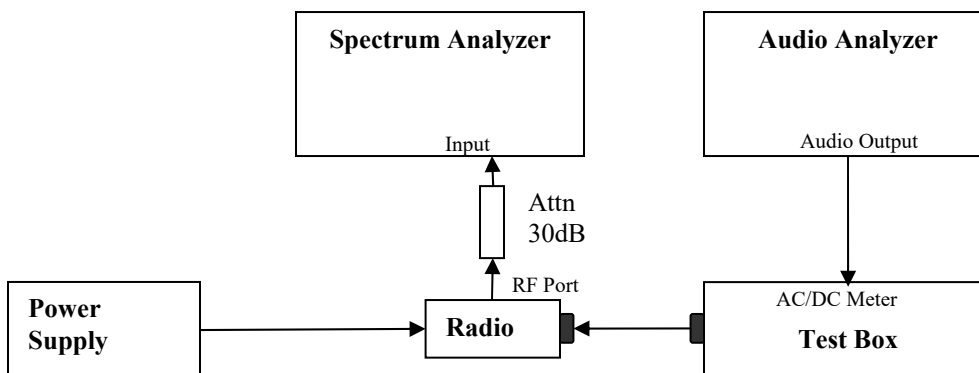 Spectrum Analyzer
Input
Audio Analyzer
Audio Output
Attn
30dB
RF Port
Power
Supply
Radio
AC/DC Meter
Test Box